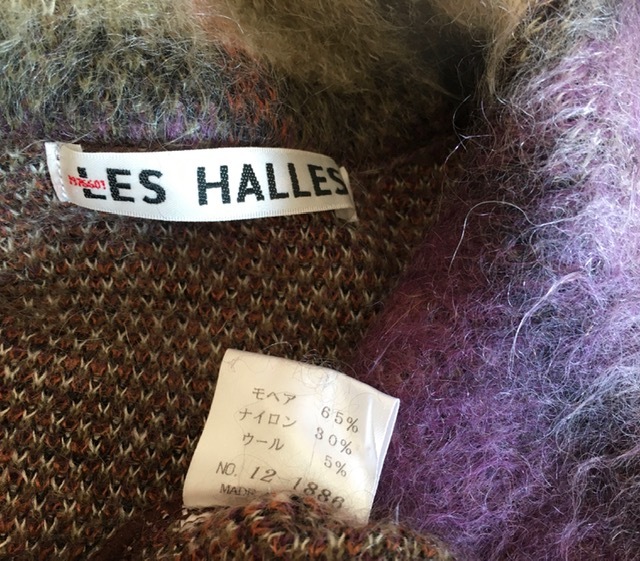 LES HALLES
モヘア 65%
ナイロン 30%
ウール 5%
NO. 12-1886
MADE